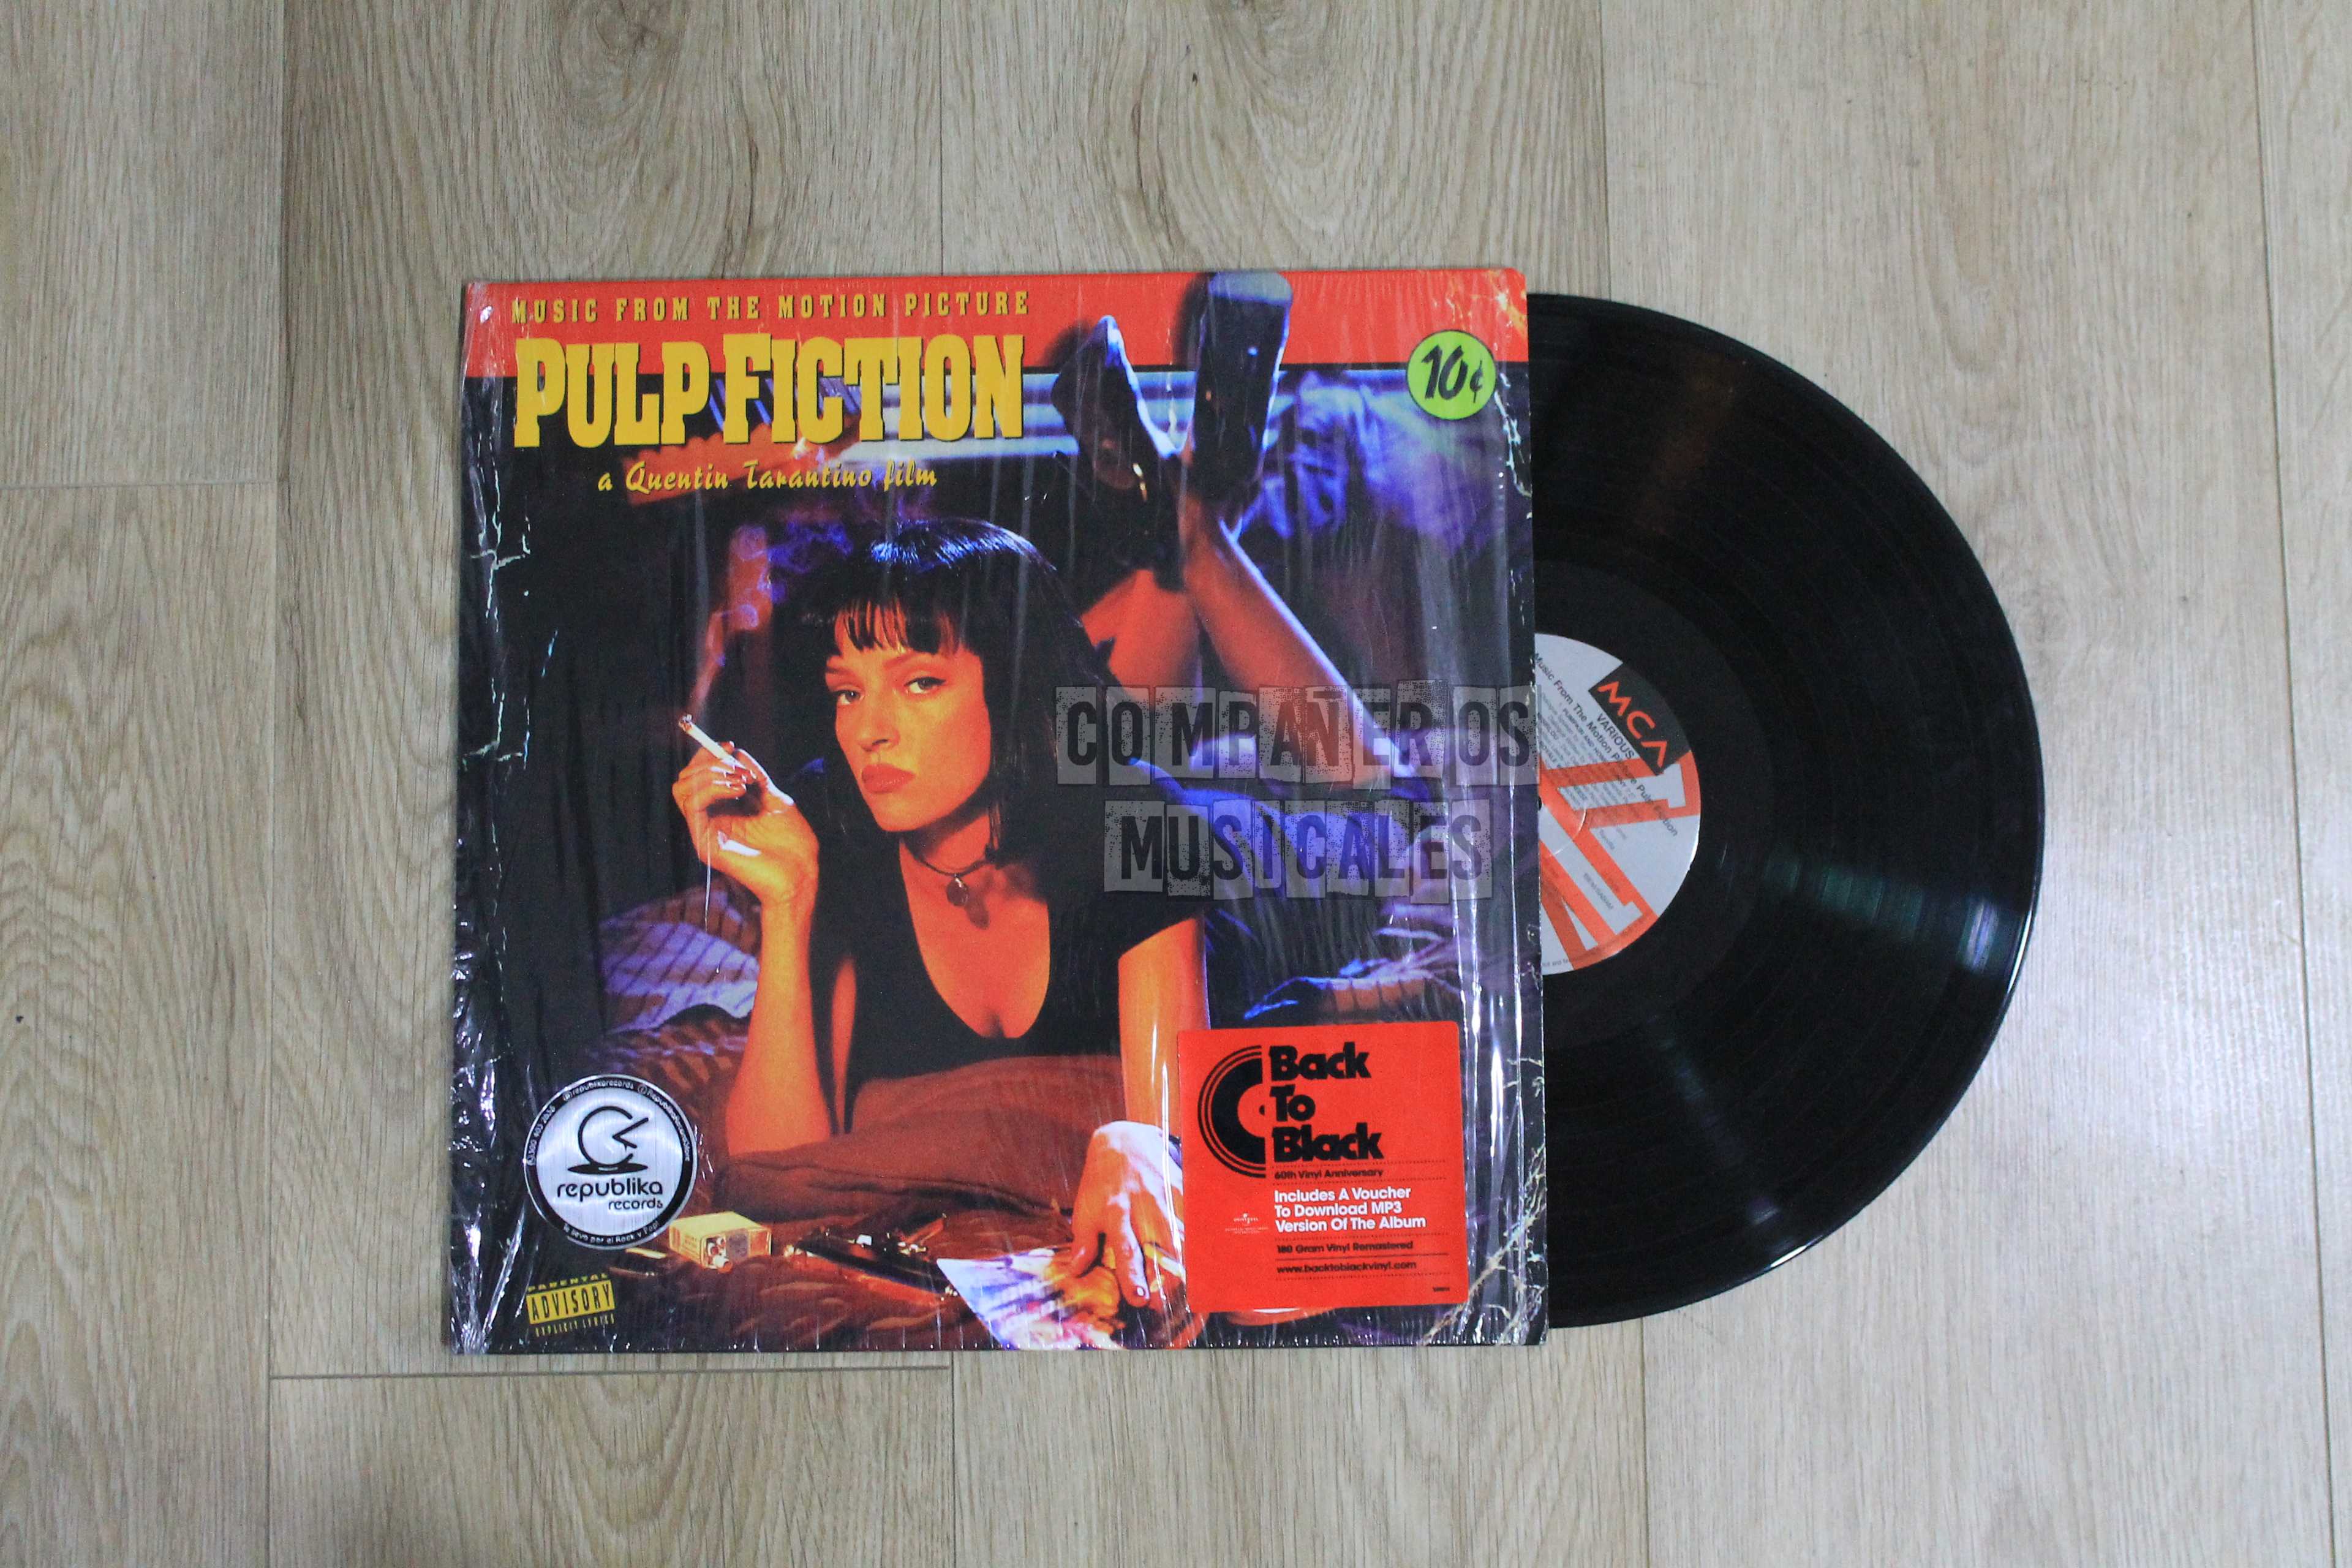 MUSIC FROM THE MOTION PICTURE
PULP FICTION
a Quentin Tarantino film
10¢
COMPAÑEROS
MUSICALES
MCA
VARIOUS
Music From The Motion Picture Pulp Fiction
Back
To
Black
60th Vinyl Anniversary
Includes A Voucher
To Download MP3
Version Of The Album
180 Gram Vinyl Remastered
www.backtoblackvinyl.com
republika
records
PARENTAL
ADVISORY
EXPLICIT LYRICS